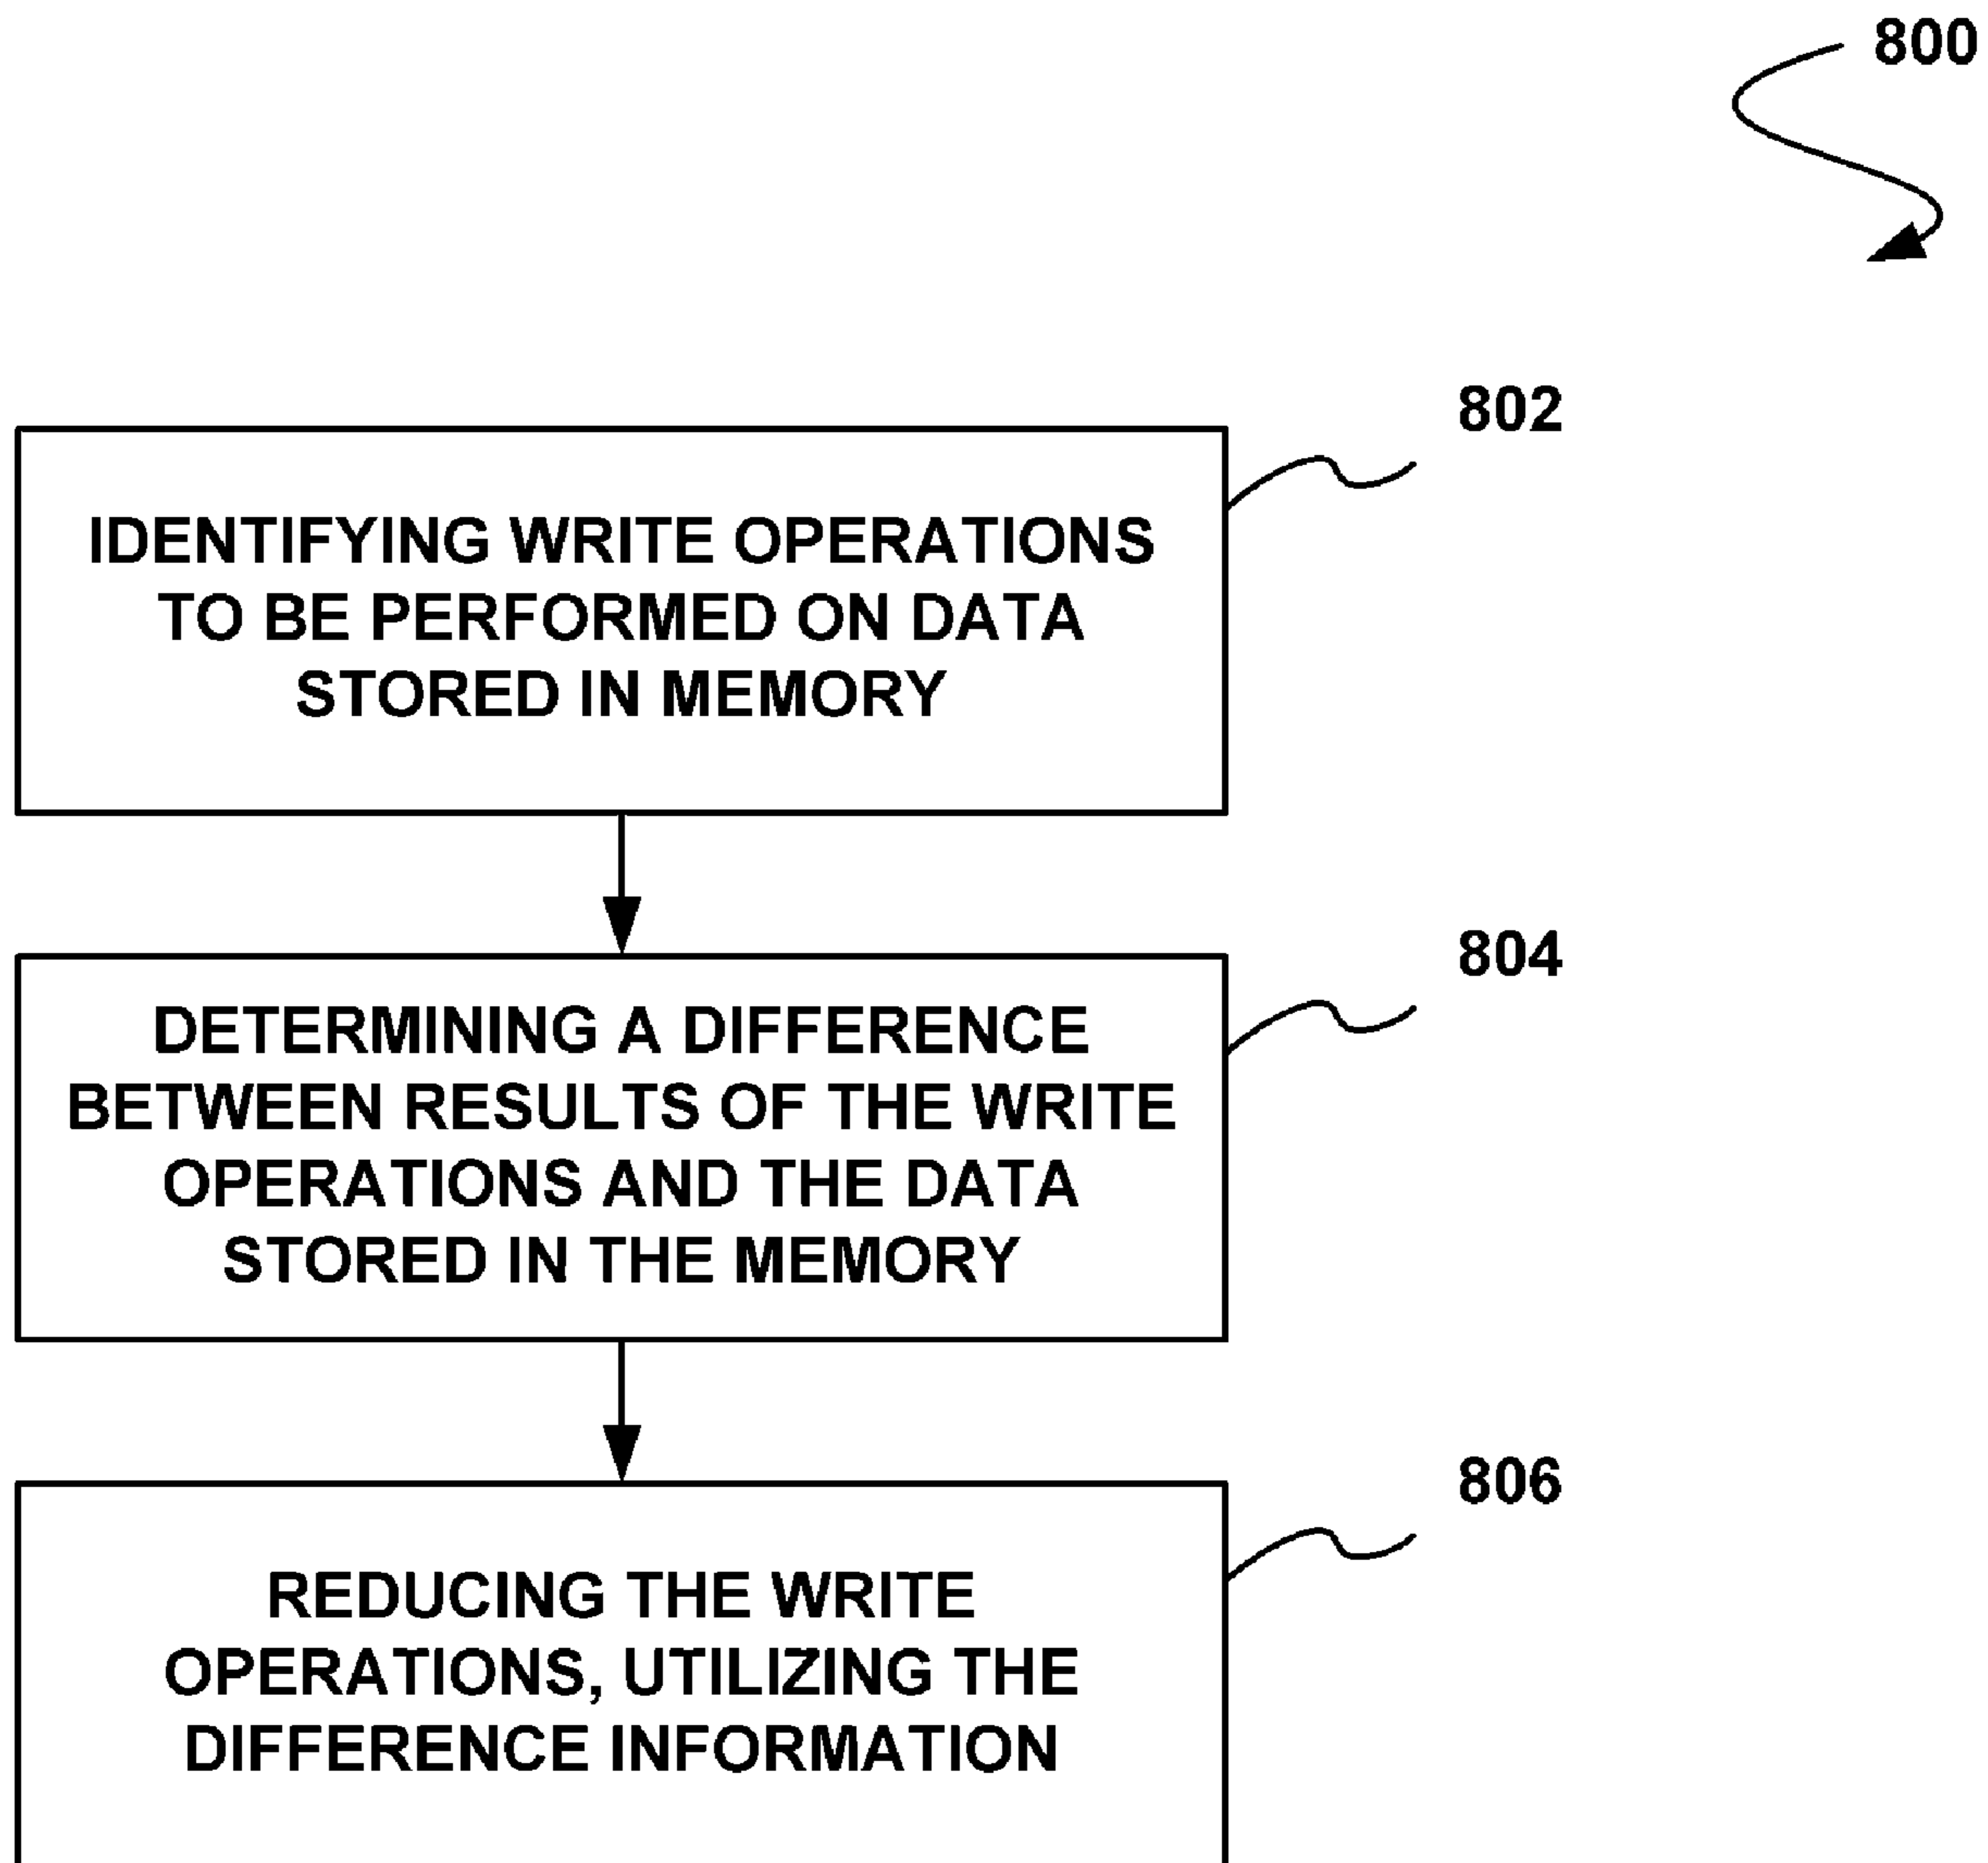 800
802
IDENTIFYING WRITE OPERATIONS
TO BE PERFORMED ON DATA
STORED IN MEMORY
804
DETERMINING A DIFFERENCE
BETWEEN RESULTS OF THE WRITE
OPERATIONS AND THE DATA
STORED IN THE MEMORY
806
REDUCING THE WRITE
OPERATIONS, UTILIZING THE
DIFFERENCE INFORMATION